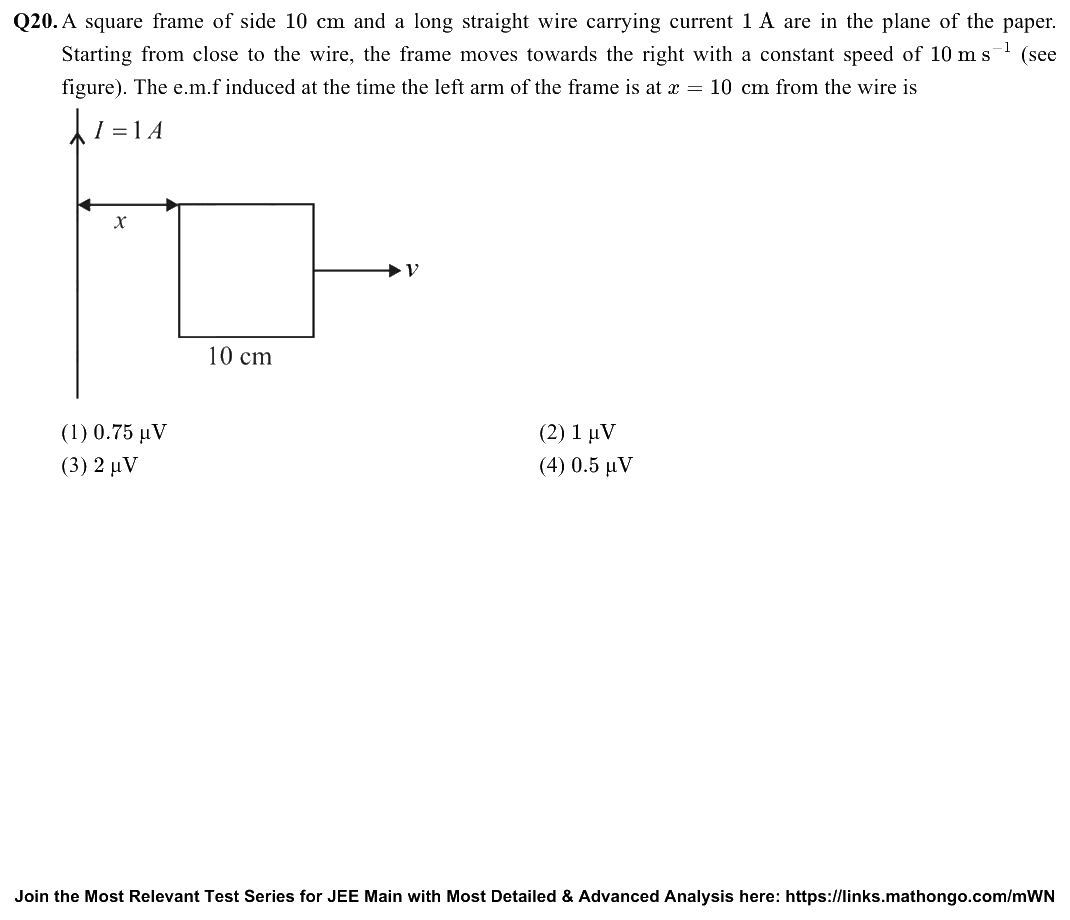 Q20. A square frame of side 10 cm and a long straight wire carrying current 1 A are in the plane of the paper.
Starting from close to the wire, the frame moves towards the right with a constant speed of 10 m s⁻¹ (see
figure). The e.m.f induced at the time the left arm of the frame is at x = 10 cm from the wire is
I = 1 A
x
v
10 cm
(1) 0.75 μV
(2) 1 μV
(3) 2 μV
(4) 0.5 μV
Join the Most Relevant Test Series for JEE Main with Most Detailed & Advanced Analysis here: https://links.mathongo.com/mWN